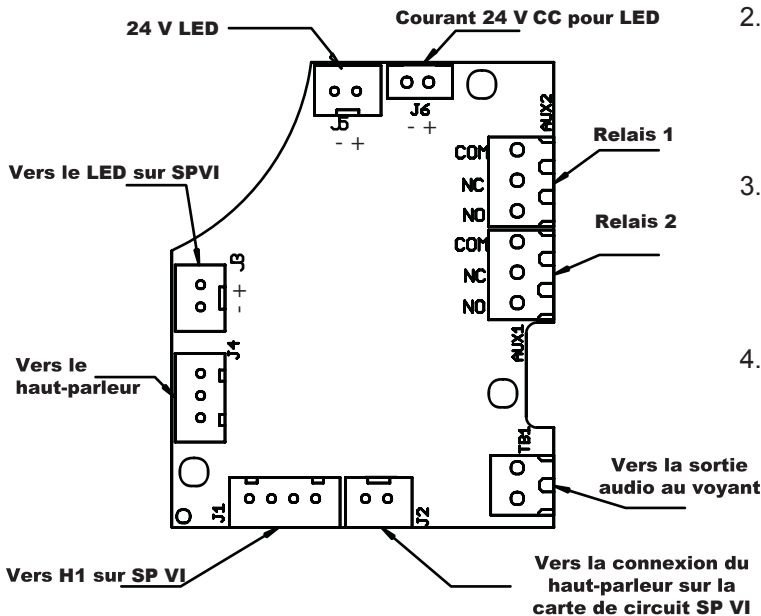 Courant 24 V CC pour LED
2.
24 V LED
J5
- +
J6
- +
AUX2
COM
NC
NO
Relais 1
3.
Vers le LED sur SPVI
COM
NC
NO
Relais 2
J3
- +
AUX1
J4
Vers le
haut-parleur
4.
TB1
Vers la sortie
audio au voyant
J1
J2
Vers H1 sur SP VI
Vers la connexion du
haut-parleur sur la
carte de circuit SP VI